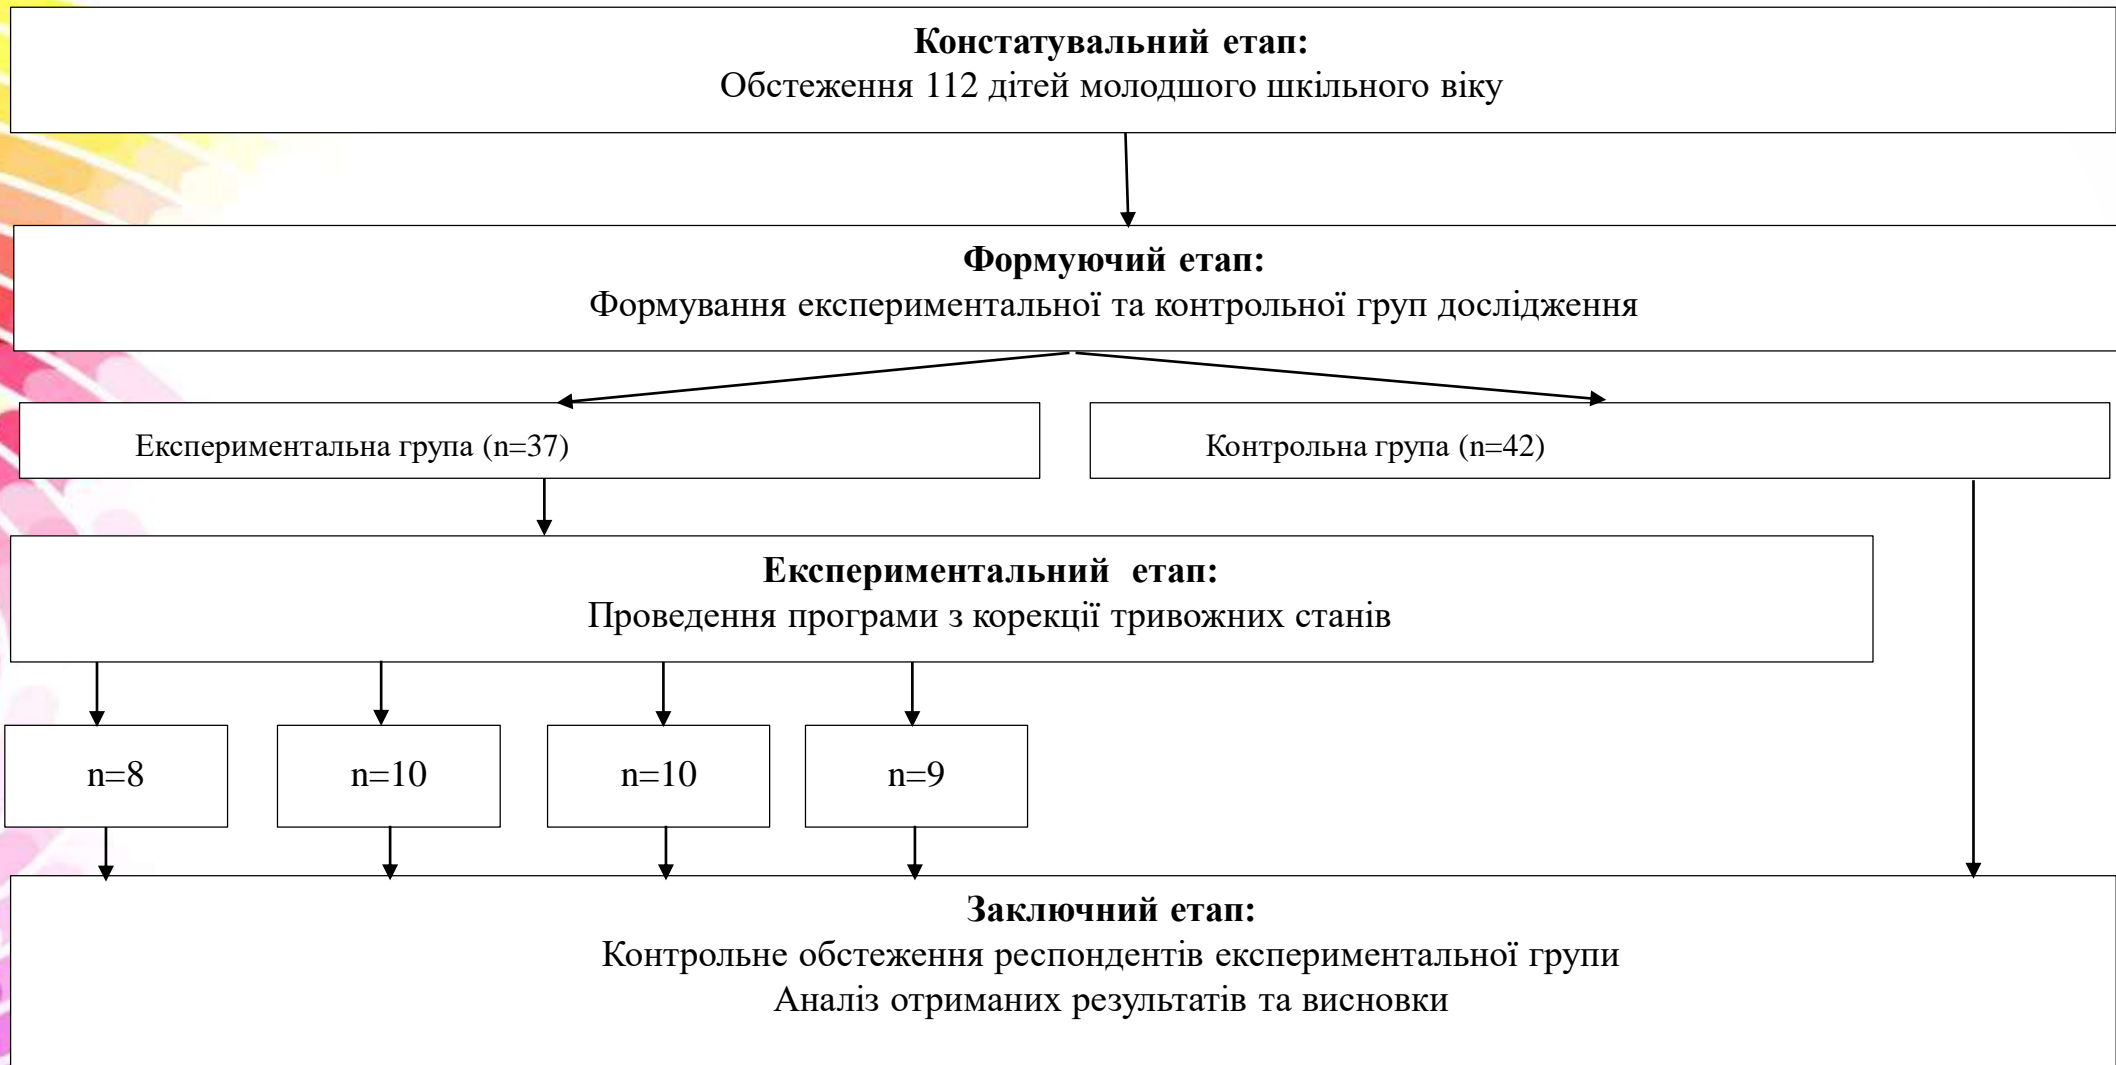 Констатувальний етап:
Обстеження 112 дітей молодшого шкільного віку
Формуючий етап:
Формування експериментальної та контрольної груп дослідження
Експериментальна група (n=37)
Контрольна група (n=42)
Експериментальний етап:
Проведення програми з корекції тривожних станів
n=8
n=10
n=10
n=9
Заключний етап:
Контрольне обстеження респондентів експериментальної групи
Аналіз отриманих результатів та висновки